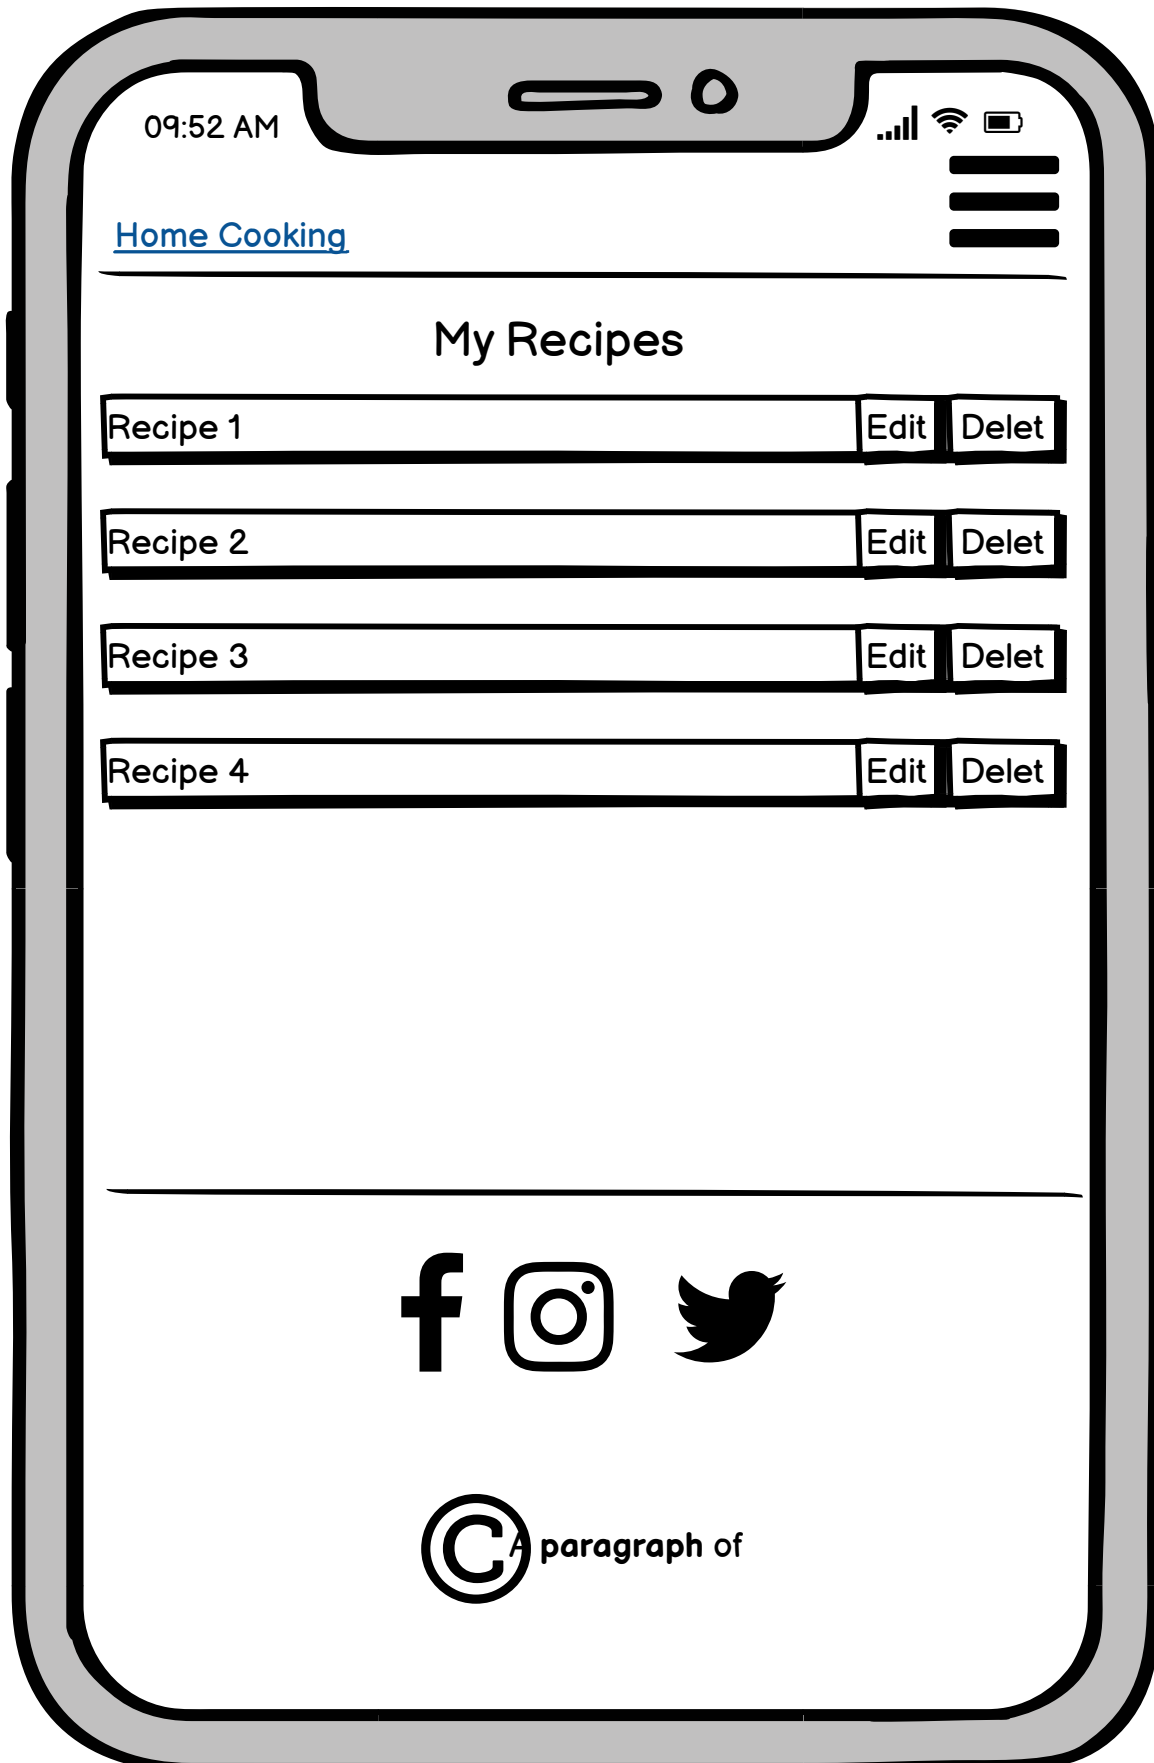 09:52 AM
Home Cooking
My Recipes
Recipe 1 Edit Delet
Recipe 2 Edit Delet
Recipe 3 Edit Delet
Recipe 4 Edit Delet
© A paragraph of